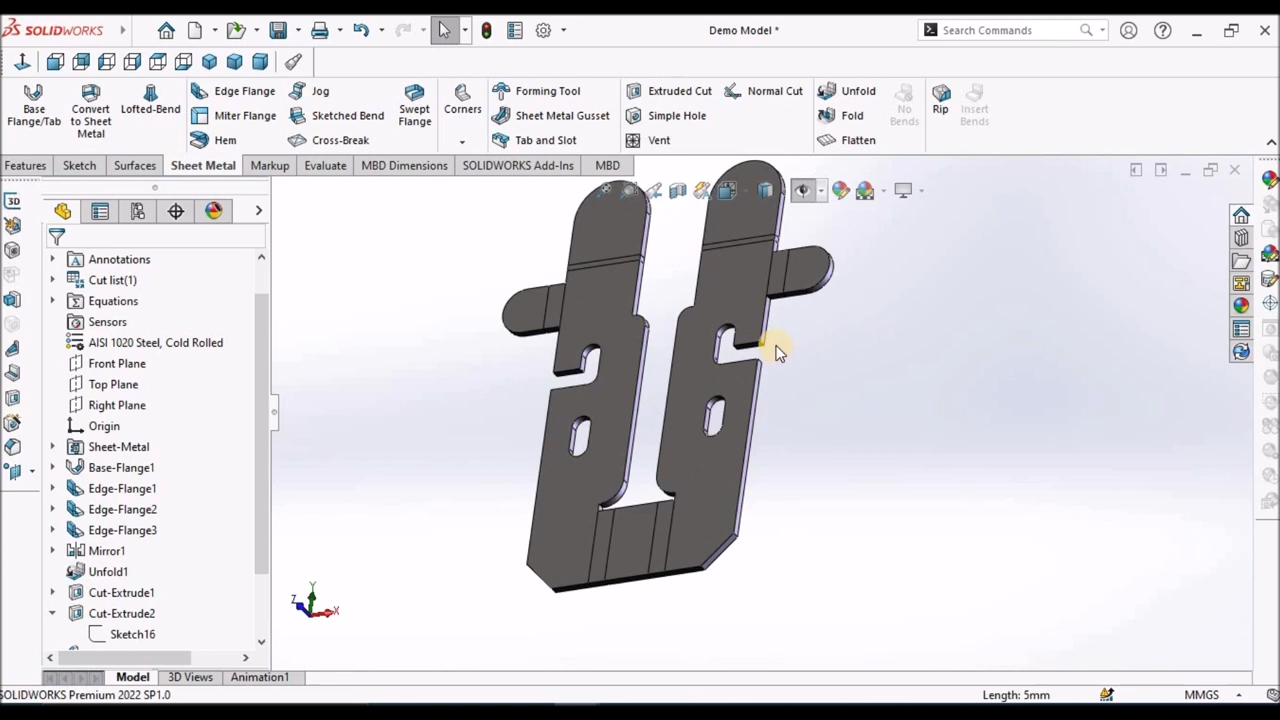 SOLIDWORKS
Demo Model *
Search Commands
Base Flange/Tab
Convert to Sheet Metal
Lofted-Bend
Edge Flange
Miter Flange
Hem
Jog
Sketched Bend
Cross-Break
Swept Flange
Corners
Forming Tool
Sheet Metal Gusset
Tab and Slot
Extruded Cut
Simple Hole
Vent
Normal Cut
Unfold
Fold
Flatten
No Bends
Rip
Insert Bends
Features
Sketch
Surfaces
Sheet Metal
Markup
Evaluate
MBD Dimensions
SOLIDWORKS Add-Ins
MBD
3D
Annotations
Cut list(1)
Equations
Sensors
AISI 1020 Steel, Cold Rolled
Front Plane
Top Plane
Right Plane
Origin
Sheet-Metal
Base-Flange1
Edge-Flange1
Edge-Flange2
Edge-Flange3
Mirror1
Unfold1
Cut-Extrude1
Cut-Extrude2
Sketch16
Y
Z
X
Model
3D Views
Animation1
SOLIDWORKS Premium 2022 SP1.0
Length: 5mm
MMGS